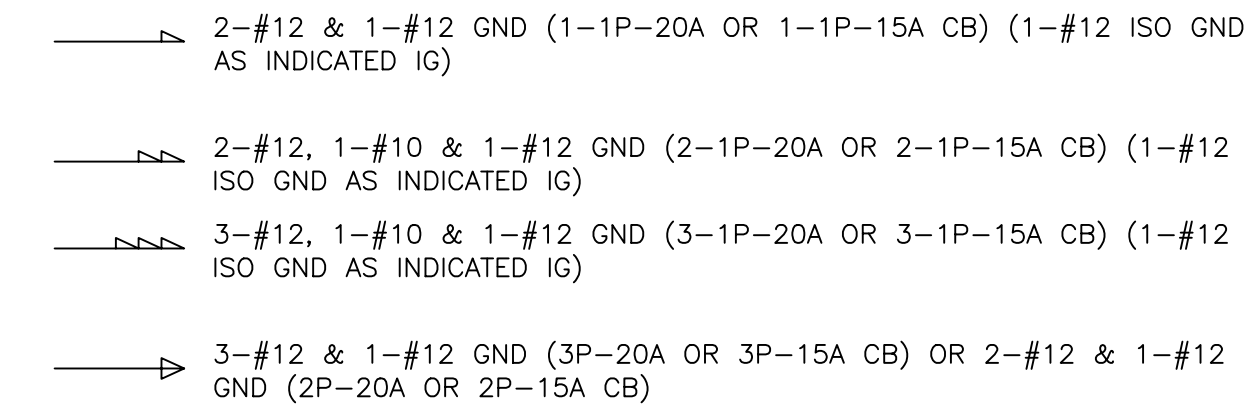 2-#12 & 1-#12 GND (1-1P-20A OR 1-1P-15A CB) (1-#12 ISO GND
AS INDICATED IG)
2-#12, 1-#10 & 1-#12 GND (2-1P-20A OR 2-1P-15A CB) (1-#12
ISO GND AS INDICATED IG)
3-#12, 1-#10 & 1-#12 GND (3-1P-20A OR 3-1P-15A CB) (1-#12
ISO GND AS INDICATED IG)
3-#12 & 1-#12 GND (3P-20A OR 3P-15A CB) OR 2-#12 & 1-#12
GND (2P-20A OR 2P-15A CB)